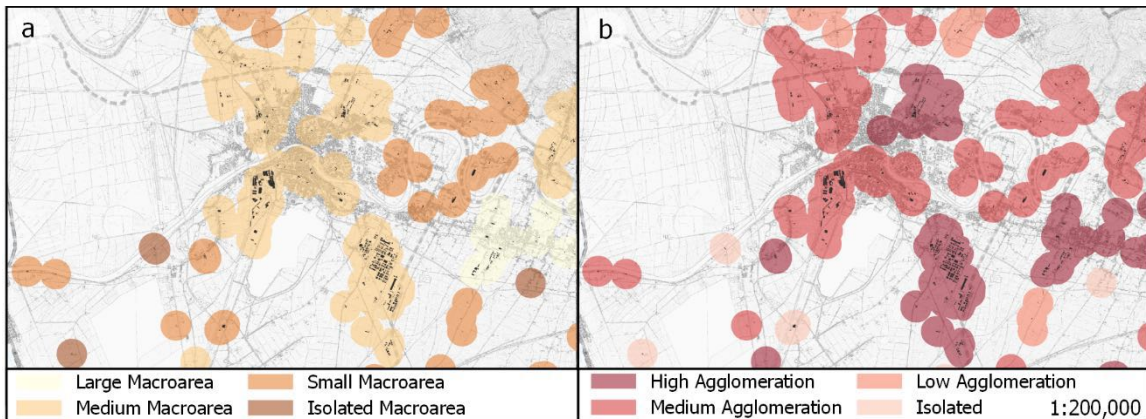 a
b
Large Macroarea
Small Macroarea
High Agglomeration
Low Agglomeration
Medium Macroarea
Isolated Macroarea
Medium Agglomeration
Isolated
1:200,000